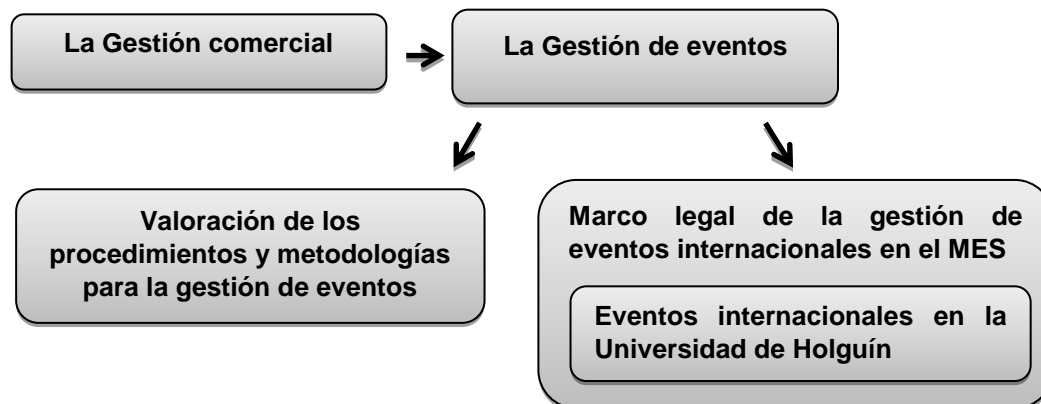 La Gestión comercial
La Gestión de eventos
Valoración de los
procedimientos y metodologías
para la gestión de eventos
Marco legal de la gestión de
eventos internacionales en el MES
Eventos internacionales en la
Universidad de Holguín